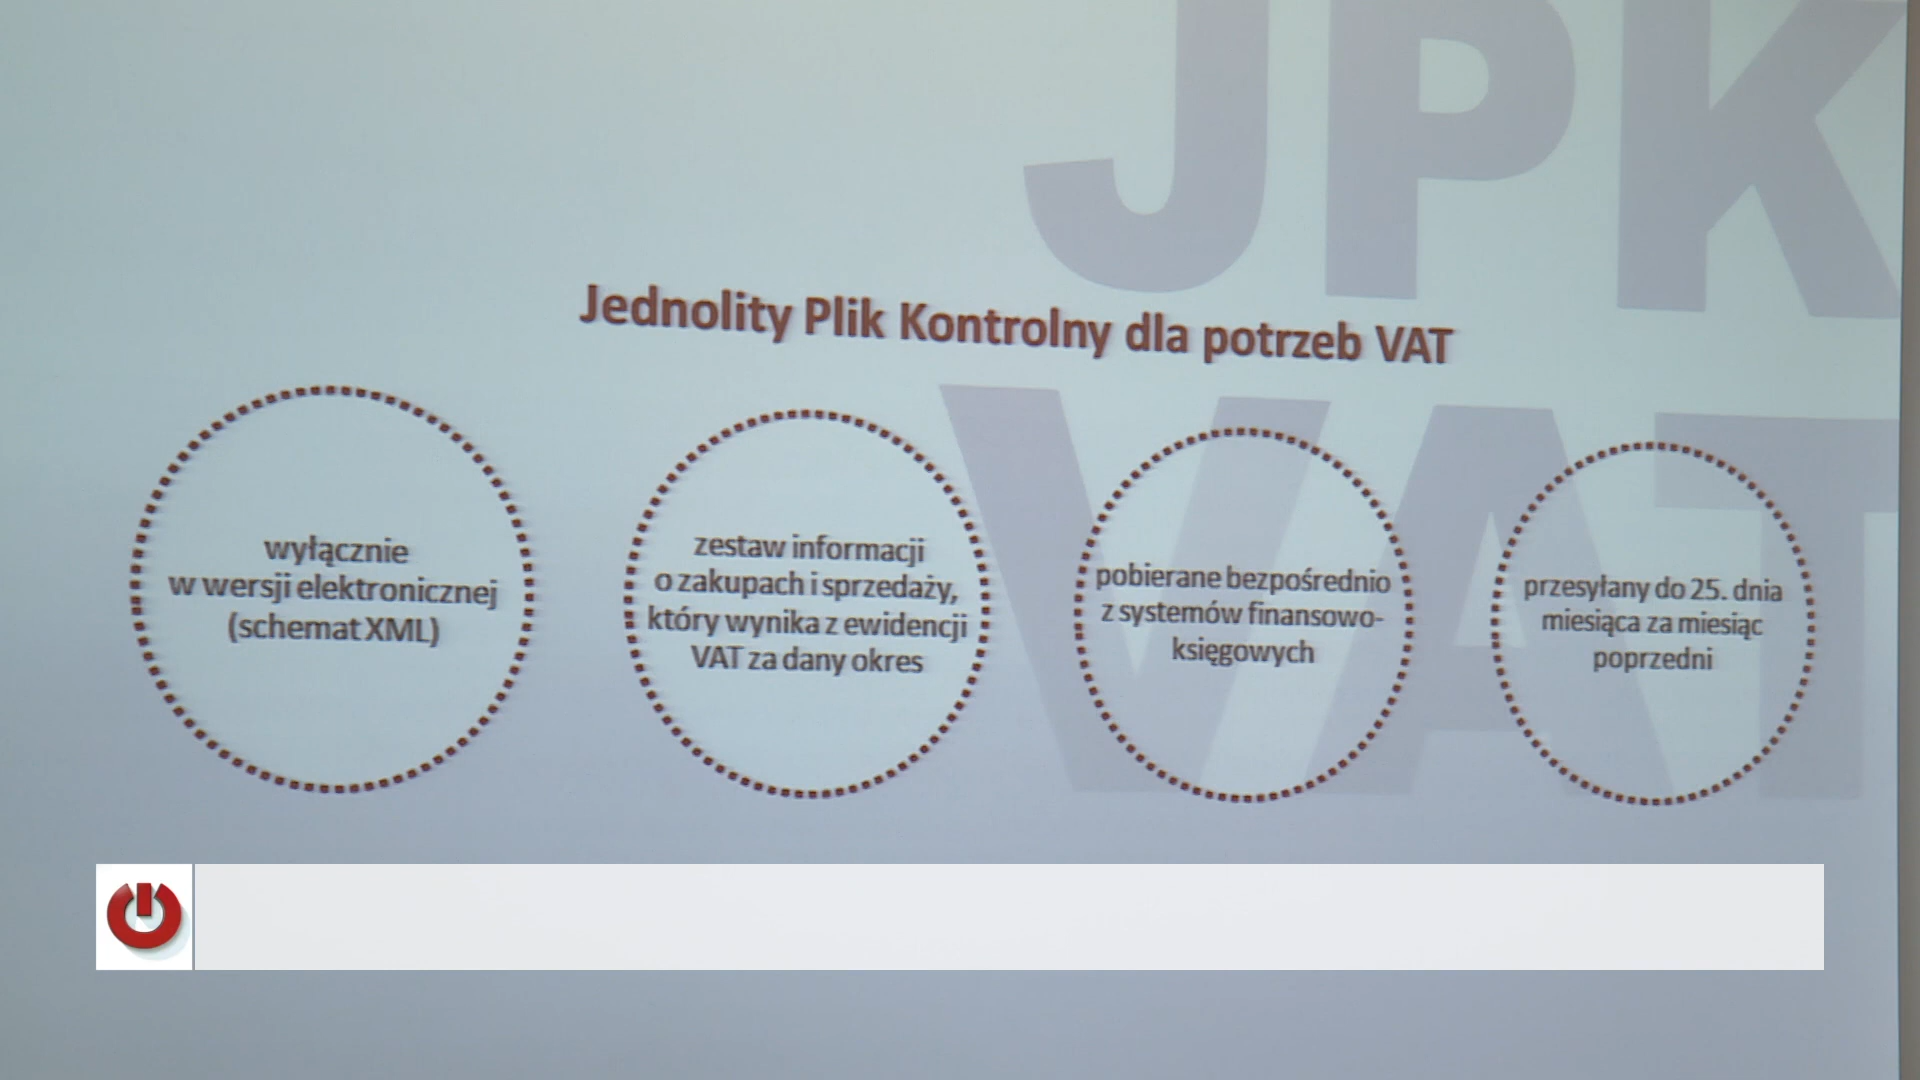 JPK
VAT
Jednolity Plik Kontrolny dla potrzeb VAT
wyłącznie
w wersji elektronicznej
(schemat XML)
zestaw informacji
o zakupach i sprzedaży,
który wynika z ewidencji
VAT za dany okres
pobierane bezpośrednio
z systemów finansowo-
księgowych
przesyłany do 25. dnia
miesiąca za miesiąc
poprzedni